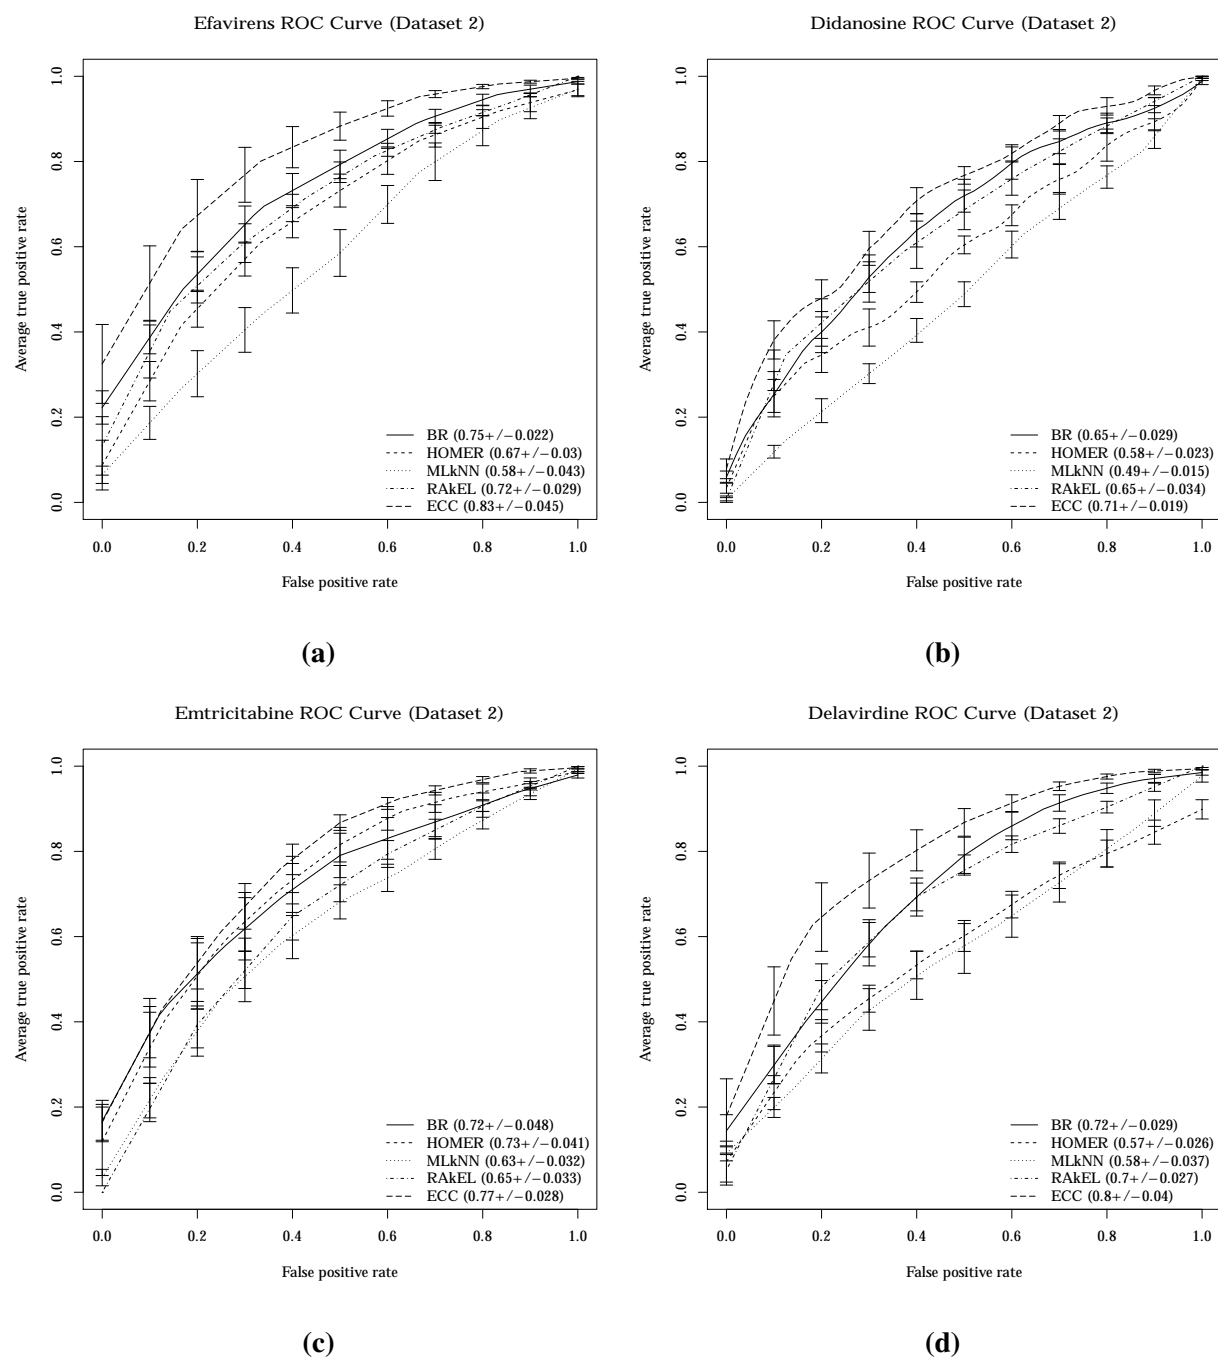 Efavirens ROC Curve (Dataset 2)
Average true positive rate
0.0 0.2 0.4 0.6 0.8 1.0
BR (0.75+/−0.022)
HOMER (0.67+/−0.03)
MLkNN (0.58+/−0.043)
RAkEL (0.72+/−0.029)
ECC (0.83+/−0.045)
0.0 0.2 0.4 0.6 0.8 1.0
False positive rate
(a)
Didanosine ROC Curve (Dataset 2)
Average true positive rate
0.0 0.2 0.4 0.6 0.8 1.0
BR (0.65+/−0.029)
HOMER (0.58+/−0.023)
MLkNN (0.49+/−0.015)
RAkEL (0.65+/−0.034)
ECC (0.71+/−0.019)
0.0 0.2 0.4 0.6 0.8 1.0
False positive rate
(b)
Emtricitabine ROC Curve (Dataset 2)
Average true positive rate
0.0 0.2 0.4 0.6 0.8 1.0
BR (0.72+/−0.048)
HOMER (0.73+/−0.041)
MLkNN (0.63+/−0.032)
RAkEL (0.65+/−0.033)
ECC (0.77+/−0.028)
0.0 0.2 0.4 0.6 0.8 1.0
False positive rate
(c)
Delavirdine ROC Curve (Dataset 2)
Average true positive rate
0.0 0.2 0.4 0.6 0.8 1.0
BR (0.72+/−0.029)
HOMER (0.57+/−0.026)
MLkNN (0.58+/−0.037)
RAkEL (0.7+/−0.027)
ECC (0.8+/−0.04)
0.0 0.2 0.4 0.6 0.8 1.0
False positive rate
(d)